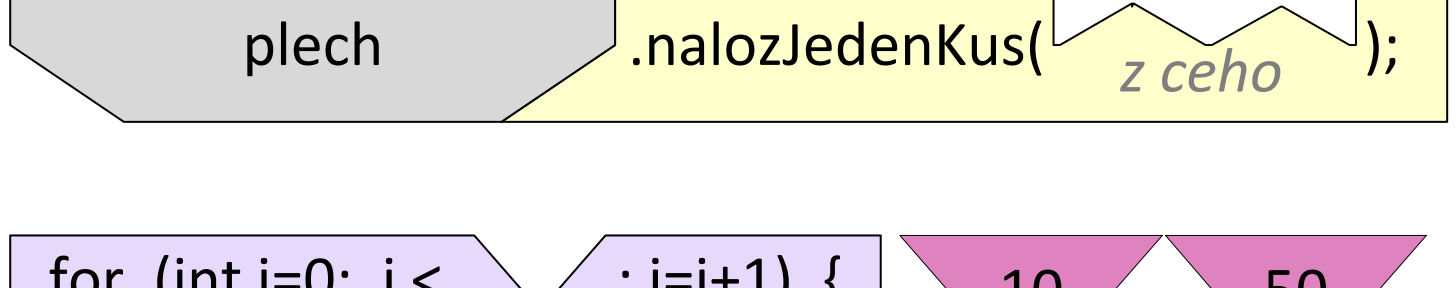 plech .nalozJedenKus( );
z ceho
for (int i=0; i < ; i=i+1) { 10 50